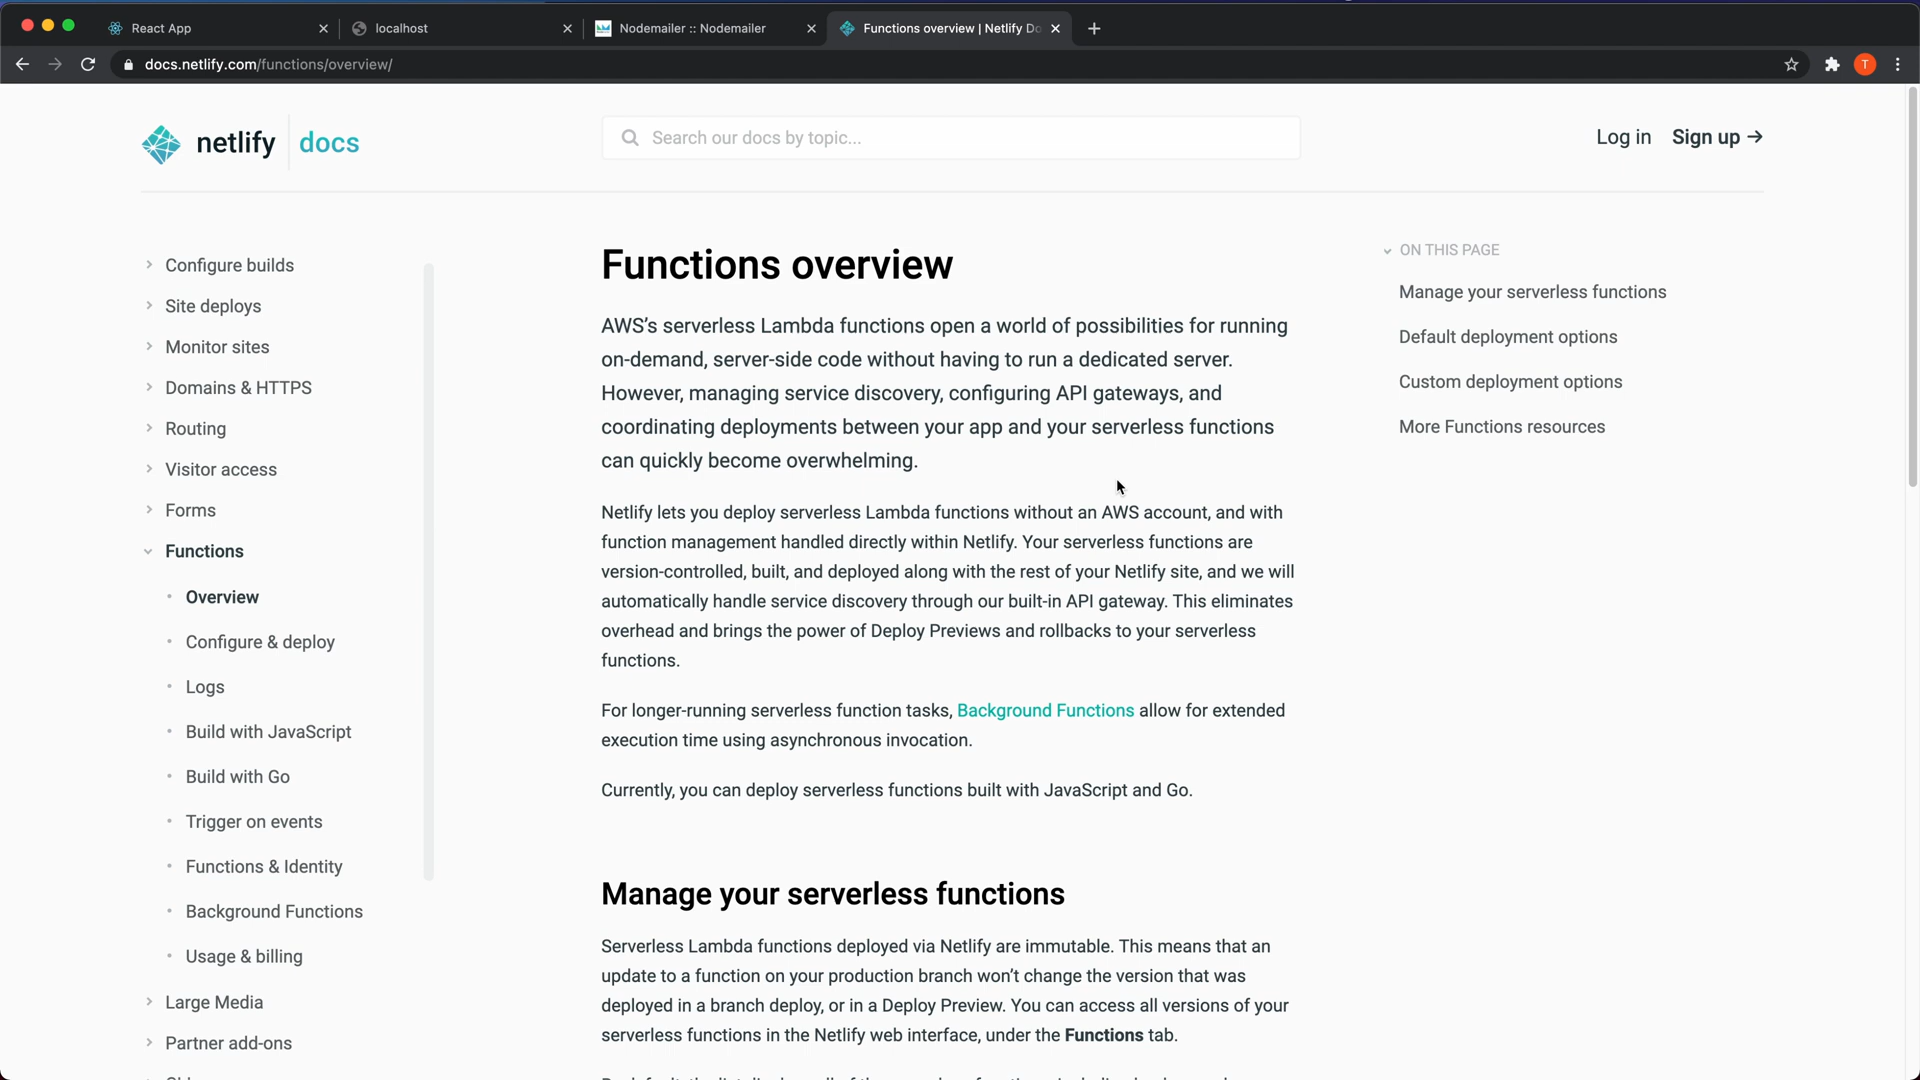 React App
localhost
Nodemailer :: Nodemailer
Functions overview | Netlify Do
docs.netlify.com/functions/overview/
T
netlify docs
Search our docs by topic...
Log in
Sign up →
Configure builds
Site deploys
Monitor sites
Domains & HTTPS
Routing
Visitor access
Forms
Functions
Overview
Configure & deploy
Logs
Build with JavaScript
Build with Go
Trigger on events
Functions & Identity
Background Functions
Usage & billing
Large Media
Partner add-ons
Functions overview
AWS’s serverless Lambda functions open a world of possibilities for running
on-demand, server-side code without having to run a dedicated server.
However, managing service discovery, configuring API gateways, and
coordinating deployments between your app and your serverless functions
can quickly become overwhelming.
Netlify lets you deploy serverless Lambda functions without an AWS account, and with
function management handled directly within Netlify. Your serverless functions are
version-controlled, built, and deployed along with the rest of your Netlify site, and we will
automatically handle service discovery through our built-in API gateway. This eliminates
overhead and brings the power of Deploy Previews and rollbacks to your serverless
functions.
For longer-running serverless function tasks, Background Functions allow for extended
execution time using asynchronous invocation.
Currently, you can deploy serverless functions built with JavaScript and Go.
Manage your serverless functions
Serverless Lambda functions deployed via Netlify are immutable. This means that an
update to a function on your production branch won’t change the version that was
deployed in a branch deploy, or in a Deploy Preview. You can access all versions of your
serverless functions in the Netlify web interface, under the Functions tab.
ON THIS PAGE
Manage your serverless functions
Default deployment options
Custom deployment options
More Functions resources